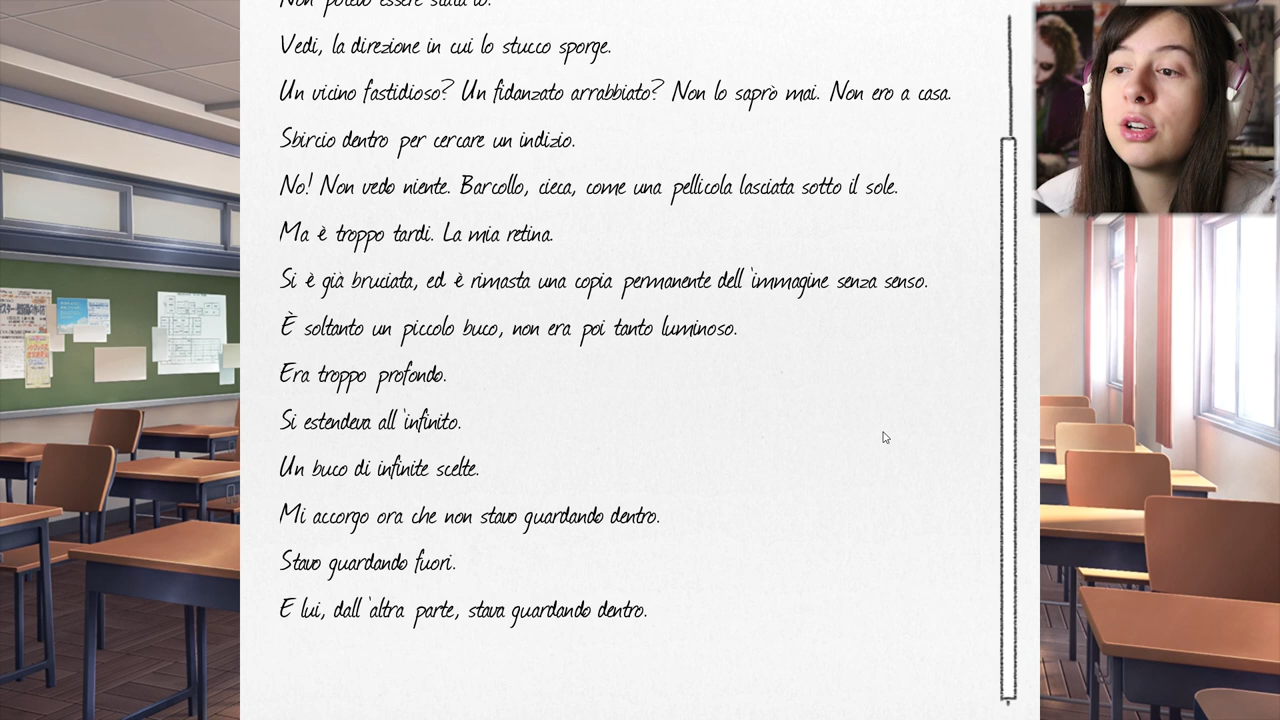 Non potevo essere stata io.
Vedi, la direzione in cui lo stucco sporge.
Un vicino fastidioso? Un fidanzato arrabbiato? Non lo saprò mai. Non ero a casa.
Sbircio dentro per cercare un indizio.
No! Non vedo niente. Barcollo, cieca, come una pellicola lasciata sotto il sole.
Ma è troppo tardi. La mia retina.
Si è già bruciata, ed è rimasta una copia permanente dell'immagine senza senso.
È soltanto un piccolo buco, non era poi tanto luminoso.
Era troppo profondo.
Si estendeva all'infinito.
Un buco di infinite scelte.
Mi accorgo ora che non stavo guardando dentro.
Stavo guardando fuori.
E lui, dall'altra parte, stava guardando dentro.